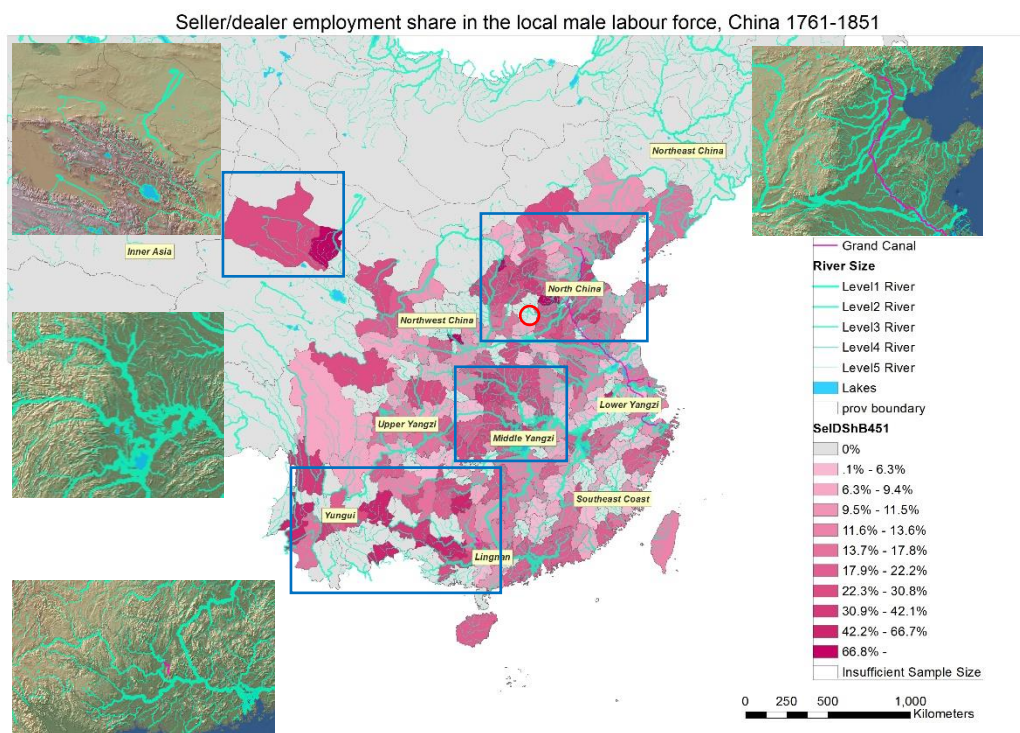 Seller/dealer employment share in the local male labour force, China 1761-1851
Northeast China
Inner Asia
North China
Northwest China
Lower Yangzi
Upper Yangzi
Middle Yangzi
Southeast Coast
Yungui
Lingnan
Grand Canal
River Size
Level1 River
Level2 River
Level3 River
Level4 River
Level5 River
Lakes
prov boundary
SelDShB451
0%
.1% - 6.3%
6.3% - 9.4%
9.5% - 11.5%
11.6% - 13.6%
13.7% - 17.8%
17.9% - 22.2%
22.3% - 30.8%
30.9% - 42.1%
42.2% - 66.7%
66.8% -
Insufficient Sample Size
0 250 500 1,000
Kilometers